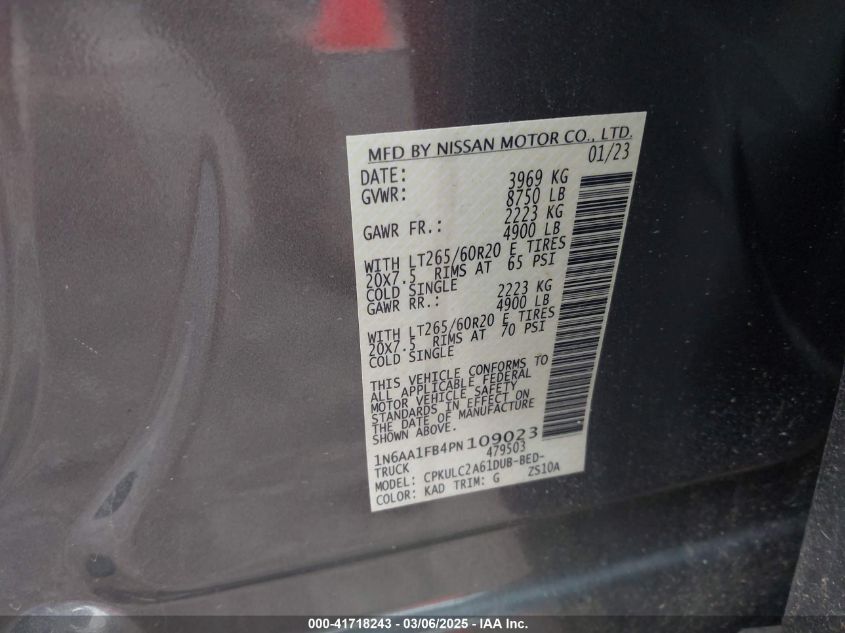 MFD BY NISSAN MOTOR CO., LTD.
DATE: 01/23
GVWR: 3969 KG
8750 LB
GAWR FR.: 2223 KG
4900 LB
WITH LT265/60R20 E TIRES
20X7.5 RIMS AT 65 PSI
COLD SINGLE
GAWR RR.: 2223 KG
4900 LB
WITH LT265/60R20 E TIRES
20X7.5 RIMS AT 70 PSI
COLD SINGLE
THIS VEHICLE CONFORMS TO
ALL APPLICABLE FEDERAL
MOTOR VEHICLE SAFETY
STANDARDS IN EFFECT ON
THE DATE OF MANUFACTURE
SHOWN ABOVE.
1N6AA1FB4PN109023
TRUCK 479503
MODEL: CPKULC2A61DUB-BED-
COLOR: KAD TRIM: G ZS10A
000-41718243 - 03/06/2025 - IAAI.com